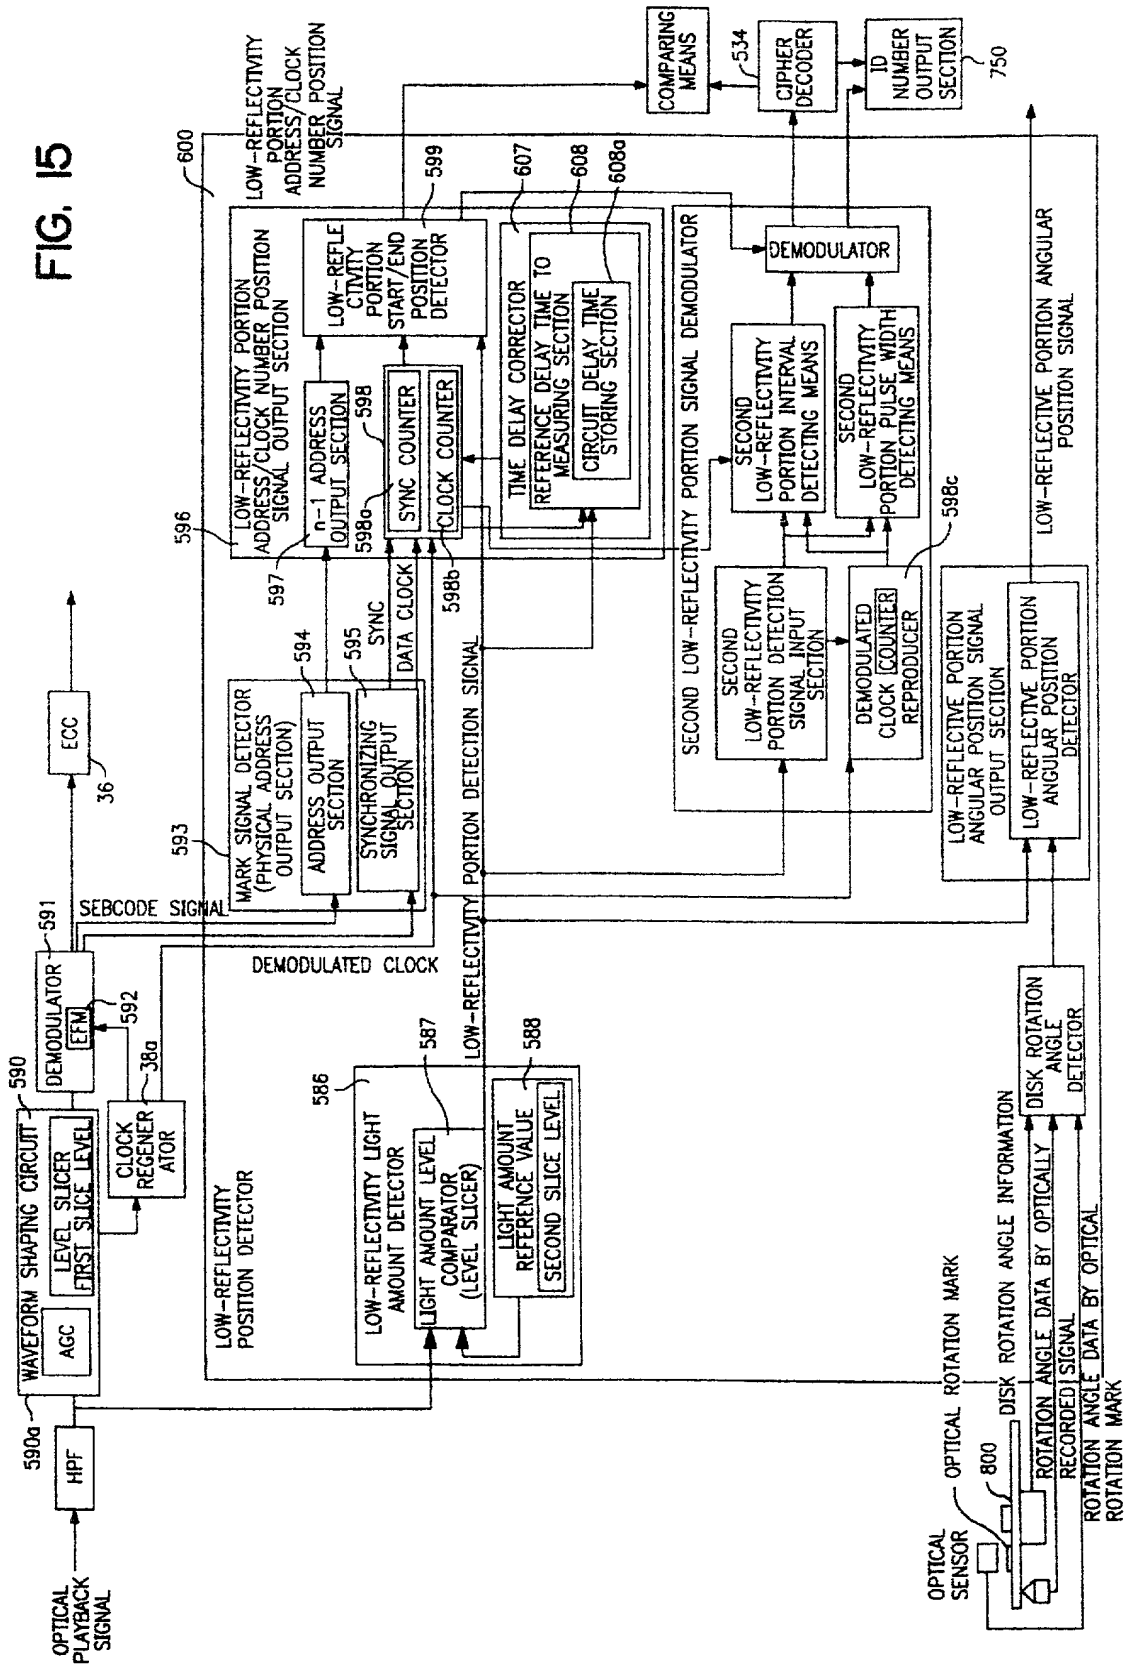 FIG. 15
OPTICAL
PLAYBACK
SIGNAL
HPF
590a
WAVEFORM SHAPING CIRCUIT
590
AGC
LEVEL SLICER
FIRST SLICE LEVEL
CLOCK
REGENER
ATOR
38a
DEMODULATOR
591
EFM
592
ECC
36
SEBCODE SIGNAL
DEMODULATED CLOCK
LOW-REFLECTIVITY
POSITION DETECTOR
600
586
LOW-REFLECTIVITY LIGHT
AMOUNT DETECTOR
587
LIGHT AMOUNT LEVEL
COMPARATOR
(LEVEL SLICER)
588
LIGHT AMOUNT
REFERENCE VALUE
SECOND SLICE LEVEL
LOW-REFLECTIVITY PORTION DETECTION SIGNAL
593
MARK SIGNAL DETECTOR
(PHYSICAL ADDRESS
OUTPUT SECTION)
594
ADDRESS OUTPUT
SECTION
595
SYNCHRONIZING
SIGNAL OUTPUT
SECTION
SYNC
DATA CLOCK
596
LOW-REFLECTIVITY PORTION
ADDRESS/CLOCK NUMBER POSITION
SIGNAL OUTPUT SECTION
597
n-1 ADDRESS
OUTPUT SECTION
598
598a
SYNC COUNTER
CLOCK COUNTER
598b
LOW-REFLE
CTIVITY
PORTION
START/END
POSITION
DETECTOR
599
LOW-REFLECTIVITY
PORTION
ADDRESS/CLOCK
NUMBER POSITION
SIGNAL
607
TIME DELAY CORRECTOR
608
REFERENCE DELAY TIME TO
MEASURING SECTION
608a
CIRCUIT DELAY TIME
STORING SECTION
COMPARING
MEANS
534
CIPHER
DECODER
ID
NUMBER
OUTPUT
SECTION
750
SECOND LOW-REFLECTIVITY PORTION SIGNAL DEMODULATOR
SECOND
LOW-REFLECTIVITY
PORTION DETECTION
SIGNAL INPUT
SECTION
DEMODULATED
CLOCK COUNTER
REPRODUCER
598c
SECOND
LOW-REFLECTIVITY
PORTION INTERVAL
DETECTING MEANS
SECOND
LOW-REFLECTIVITY
PORTION PULSE WIDTH
DETECTING MEANS
DEMODULATOR
LOW-REFLECTIVE PORTION
ANGULAR POSITION SIGNAL
OUTPUT SECTION
LOW-REFLECTIVE PORTION
ANGULAR POSITION
DETECTOR
LOW-REFLECTIVE PORTION ANGULAR
POSITION SIGNAL
DISK ROTATION
ANGLE
DETECTOR
OPTICAL
SENSOR
OPTICAL ROTATION MARK
800
DISK ROTATION ANGLE INFORMATION
ROTATION ANGLE DATA BY OPTICALLY
RECORDED SIGNAL
ROTATION ANGLE DATA BY OPTICAL
ROTATION MARK